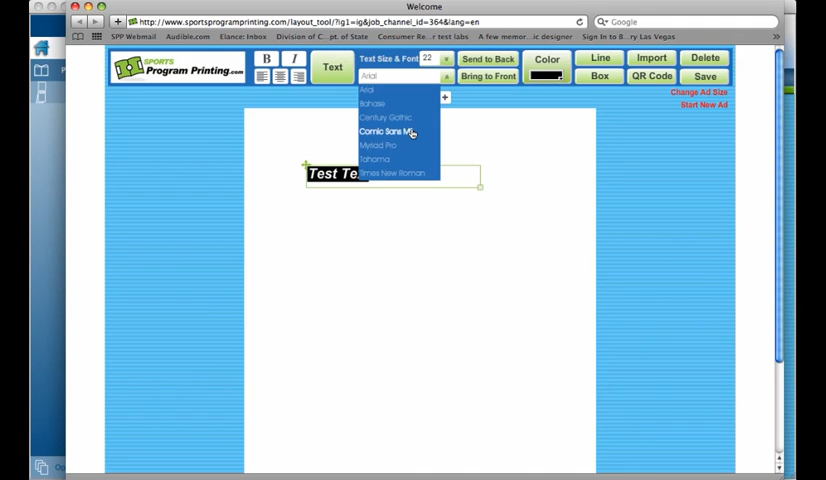 Welcome
http://www.sportsprogramprinting.com/layout_tool/?ig1=ig&job_channel_id=364&lang=en
Google
SPP Webmail Audible.com Elance: Inbox Division of C...pt. of State Consumer Re...r test labs A few memor...ic designer Sign In to B...ry Las Vegas
SPORTS
Program Printing.com
B I
Text
Text Size & Font 22
Send to Back
Color
Line
Import
Delete
Arial
Bring to Front
Box
QR Code
Save
Change Ad Size
Start New Ad
Arial
Bahase
Century Gothic
Comic Sans MS
Myriad Pro
Tahoma
Times New Roman
Test Te